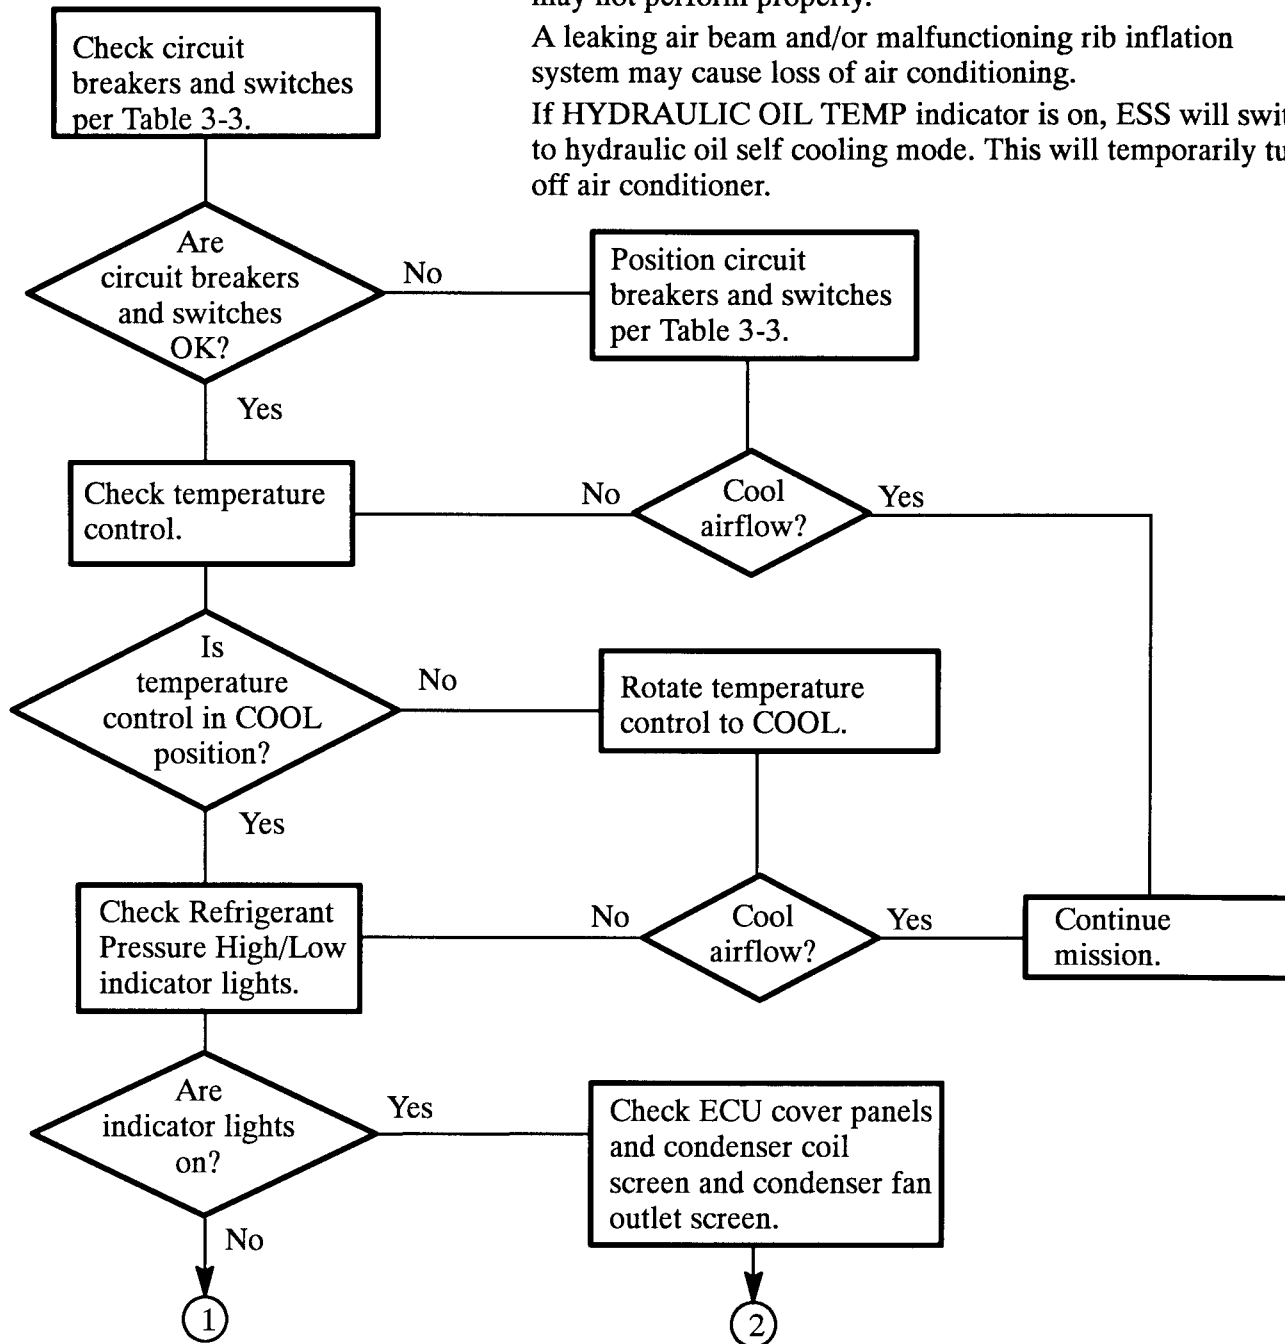 may not perform properly.
A leaking air beam and/or malfunctioning rib inflation
system may cause loss of air conditioning.
If HYDRAULIC OIL TEMP indicator is on, ESS will swit
to hydraulic oil self cooling mode. This will temporarily tu
off air conditioner.
Check circuit
breakers and switches
per Table 3-3.
Are
circuit breakers
and switches
OK?
No
Position circuit
breakers and switches
per Table 3-3.
Yes
Check temperature
control.
No
Cool
airflow?
Yes
Is
temperature
control in COOL
position?
No
Rotate temperature
control to COOL.
Yes
Check Refrigerant
Pressure High/Low
indicator lights.
No
Cool
airflow?
Yes
Continue
mission.
Are
indicator lights
on?
Yes
Check ECU cover panels
and condenser coil
screen and condenser fan
outlet screen.
No
1
2